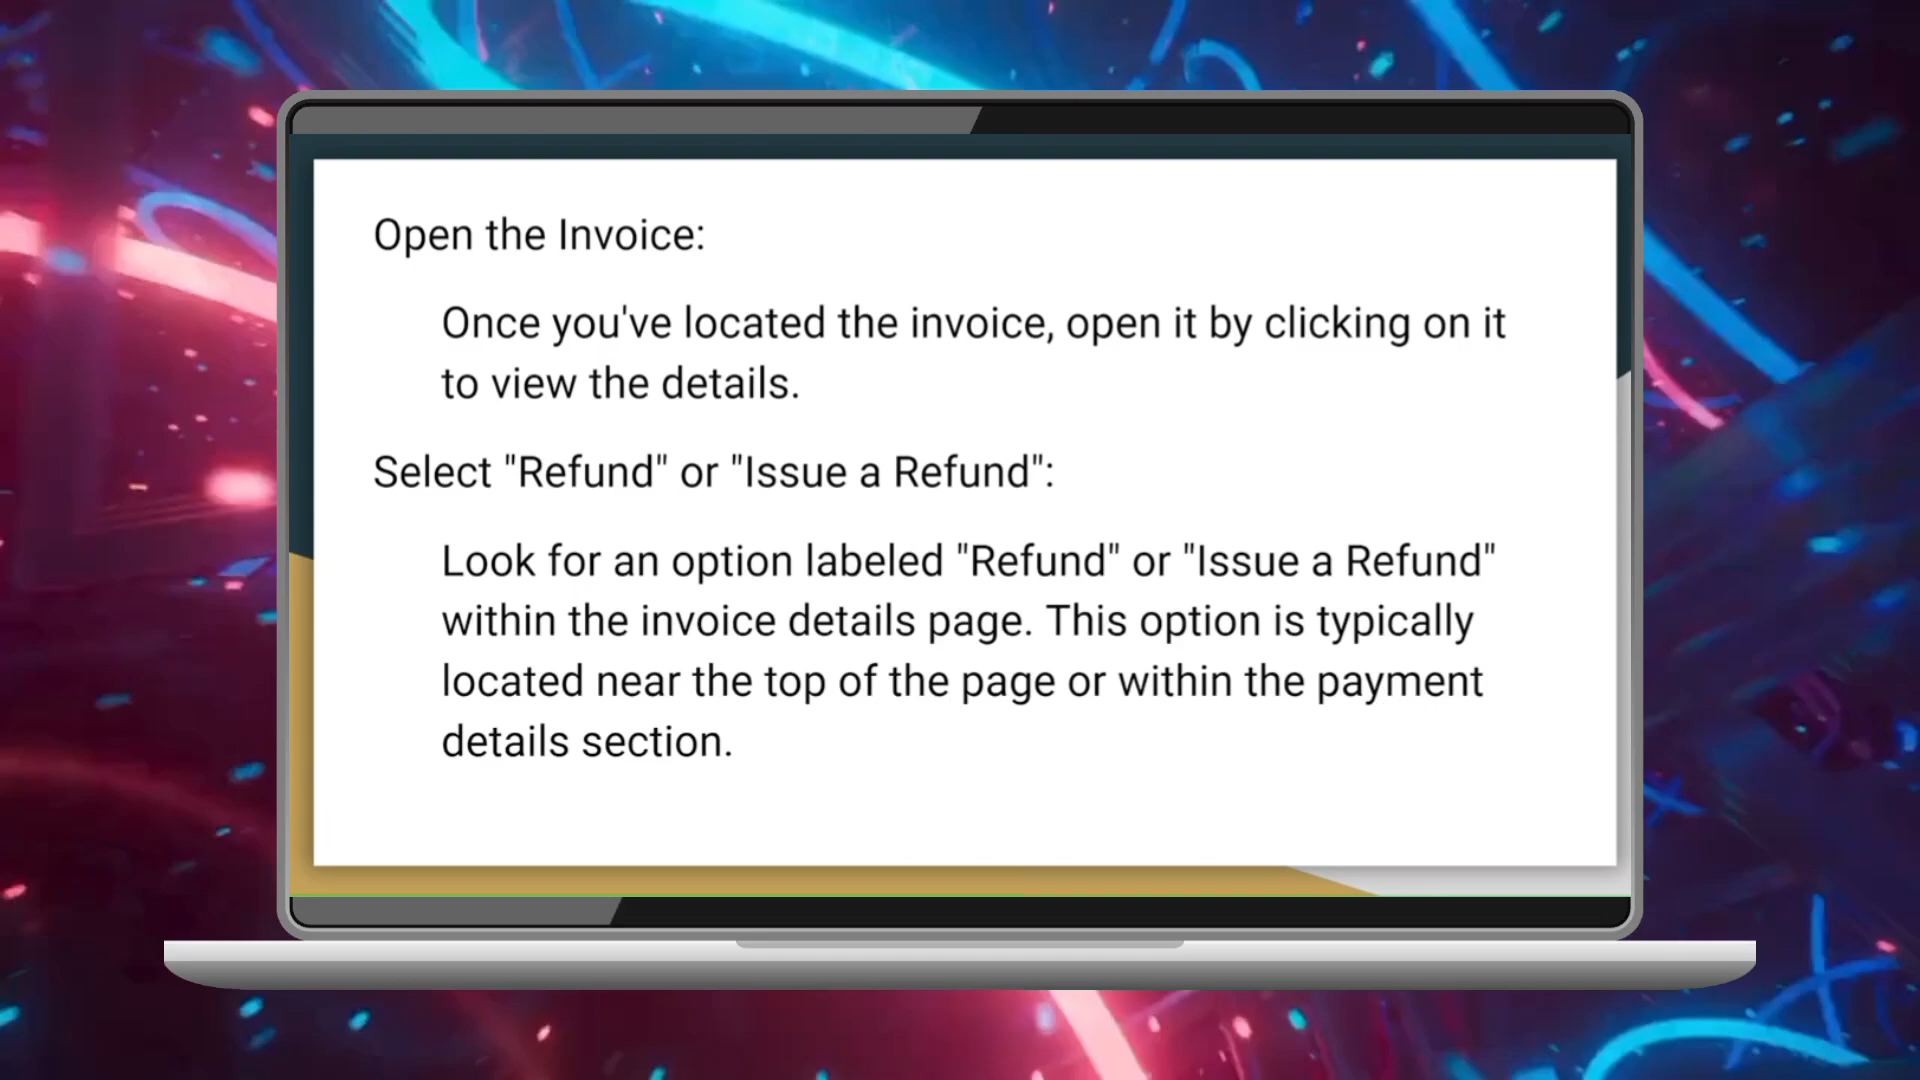 Open the Invoice:
Once you've located the invoice, open it by clicking on it
to view the details.
Select "Refund" or "Issue a Refund":
Look for an option labeled "Refund" or "Issue a Refund"
within the invoice details page. This option is typically
located near the top of the page or within the payment
details section.